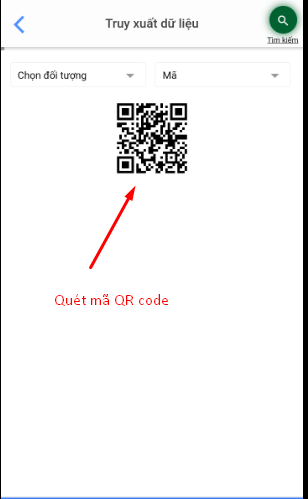 Truy xuất dữ liệu
Tìm kiếm
Chọn đối tượng
Mã
Quét mã QR code